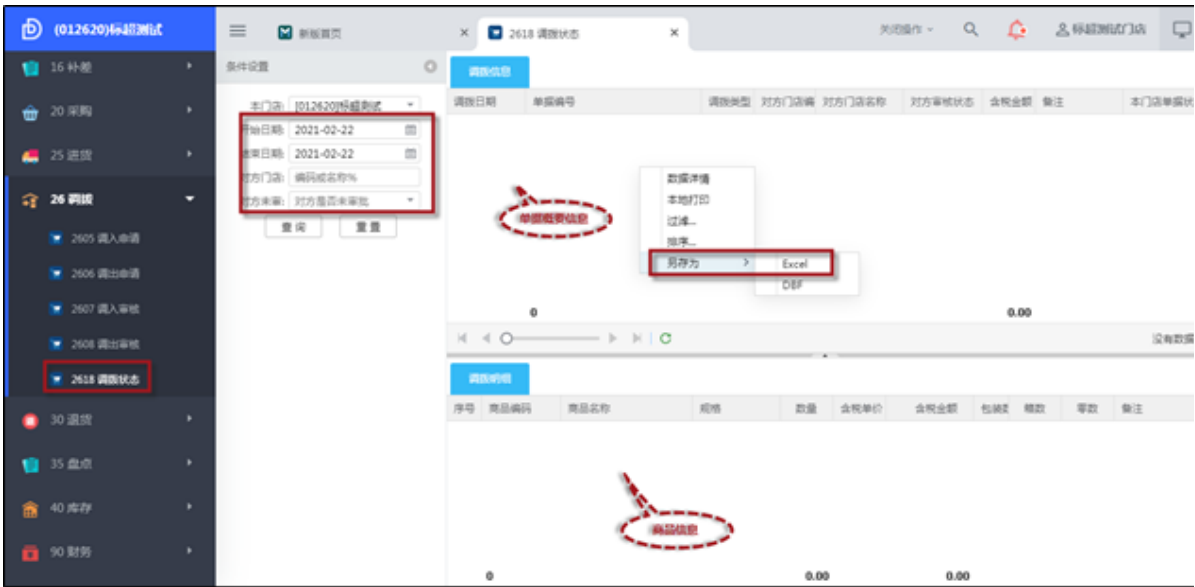 (012620)标超测试
新版首页
2618 调拨状态
关闭操作
标超测试门店
16 补差
20 采购
25 进货
26 调拨
2605 调入申请
2606 调出申请
2607 调入审核
2608 调出审核
2618 调拨状态
30 退货
35 盘点
40 库存
90 财务
条件设置
本门店: [012620]标超测试
开始日期: 2021-02-22
结束日期: 2021-02-22
对方门店: 编码或名称%
对方未审: 对方是否未审批
查询 重置
调拨信息
调拨日期 单据编号 调拨类型 对方门店编 对方门店名称 对方审核状态 含税金额 备注 本门店单据状
单据概要信息
数据详情
本地打印
过滤...
排序...
另存为
Excel
DBF
0 0.00
没有数据
调拨明细
序号 商品编码 商品名称 规格 数量 含税单价 含税金额 包装数 箱数 零数 备注
商品信息
0 0.00 0.00